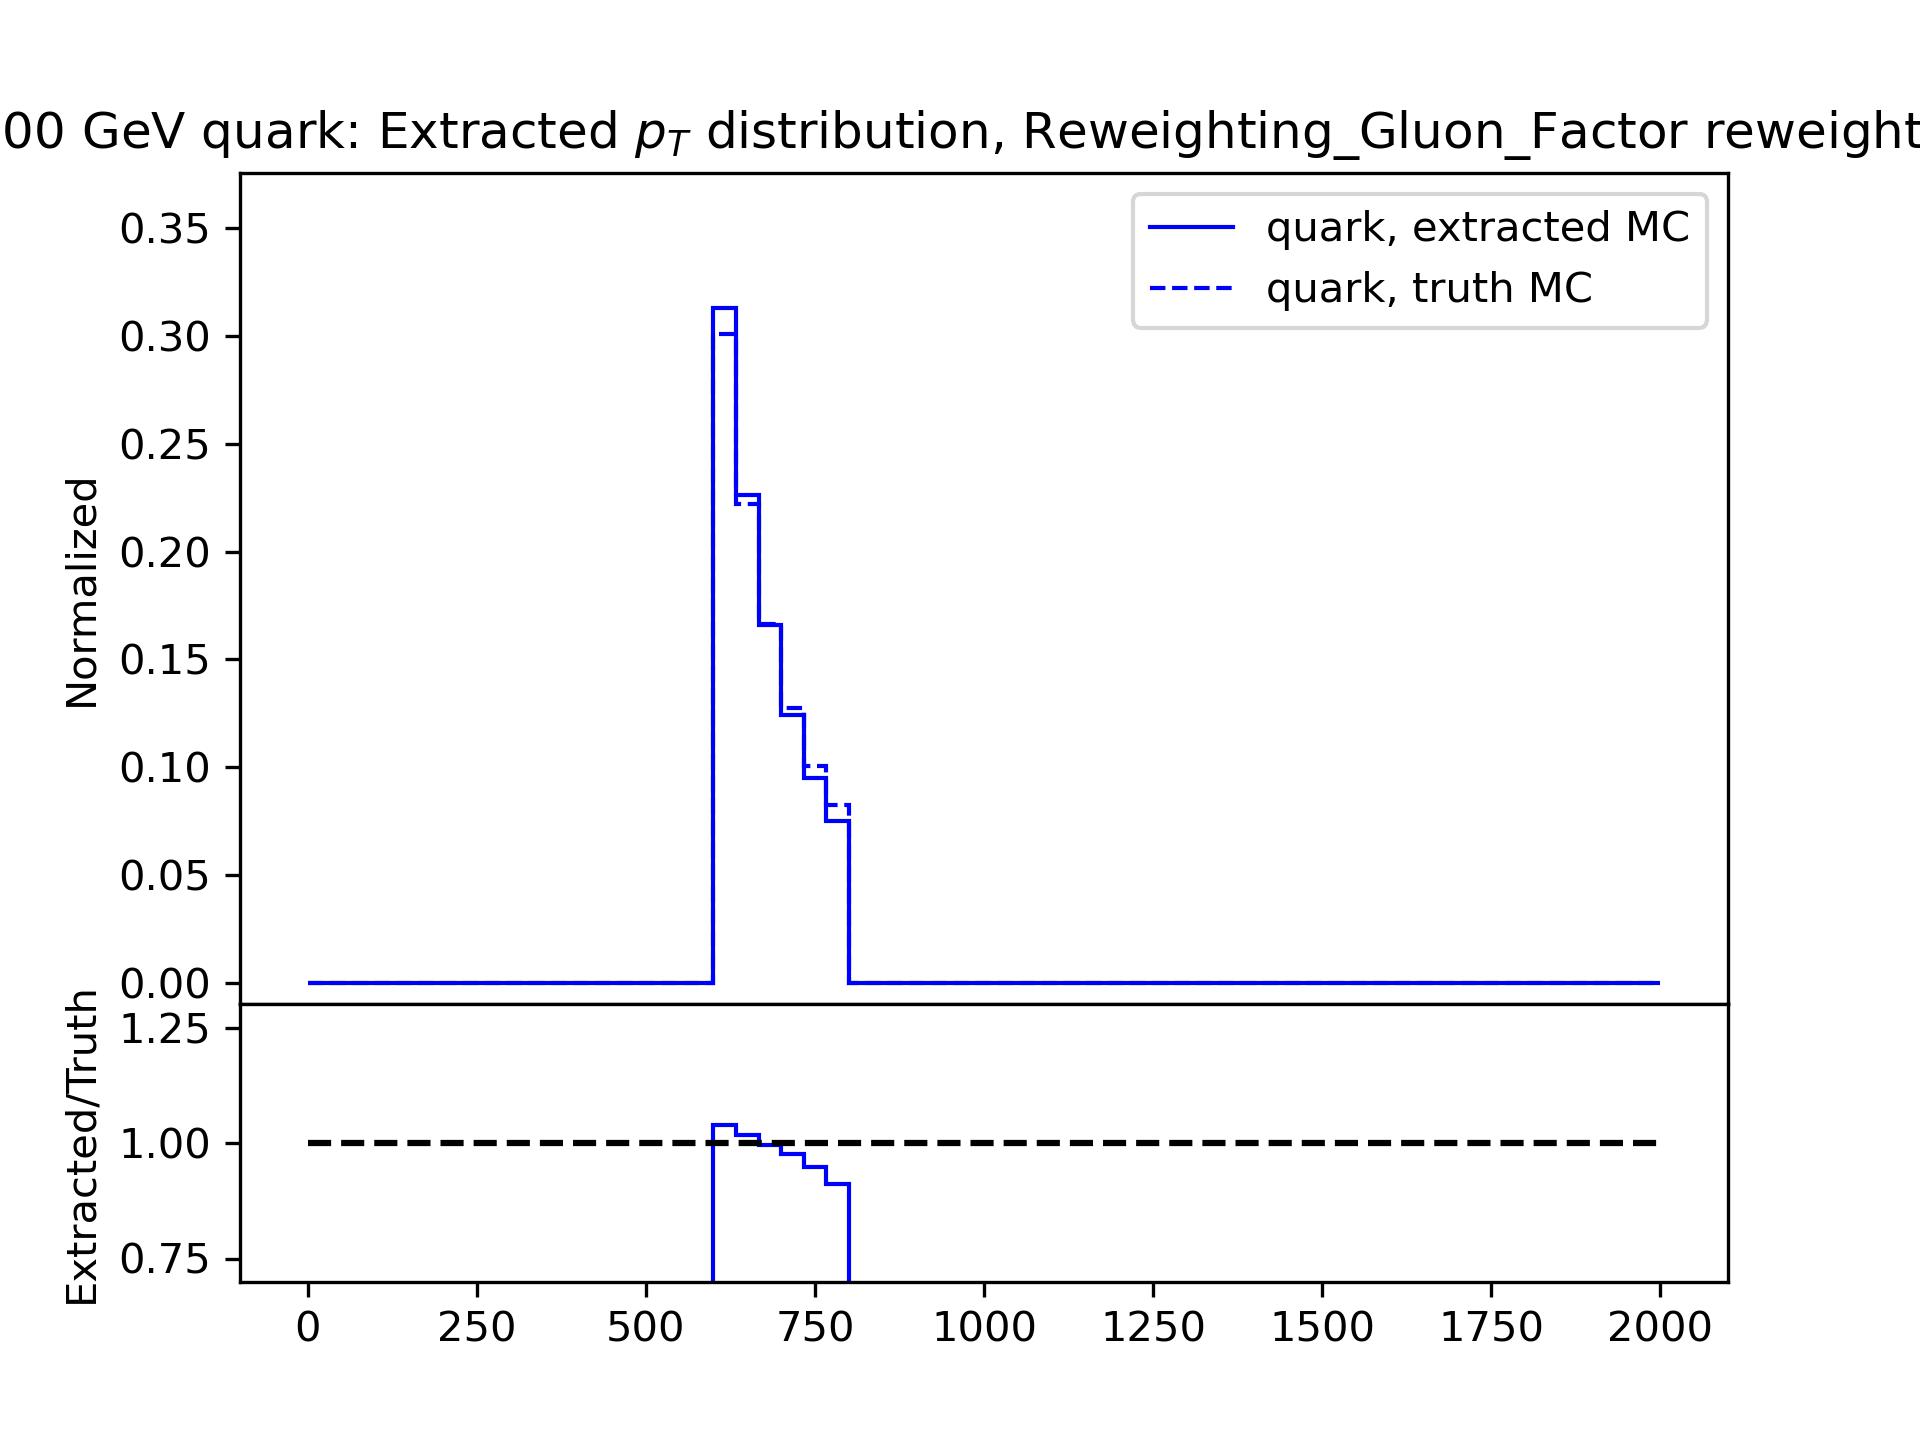 00 GeV quark: Extracted pT distribution, Reweighting_Gluon_Factor reweight
quark, extracted MC
quark, truth MC
Normalized
0.35
0.30
0.25
0.20
0.15
0.10
0.05
0.00
Extracted/Truth
1.25
1.00
0.75
0 250 500 750 1000 1250 1500 1750 2000